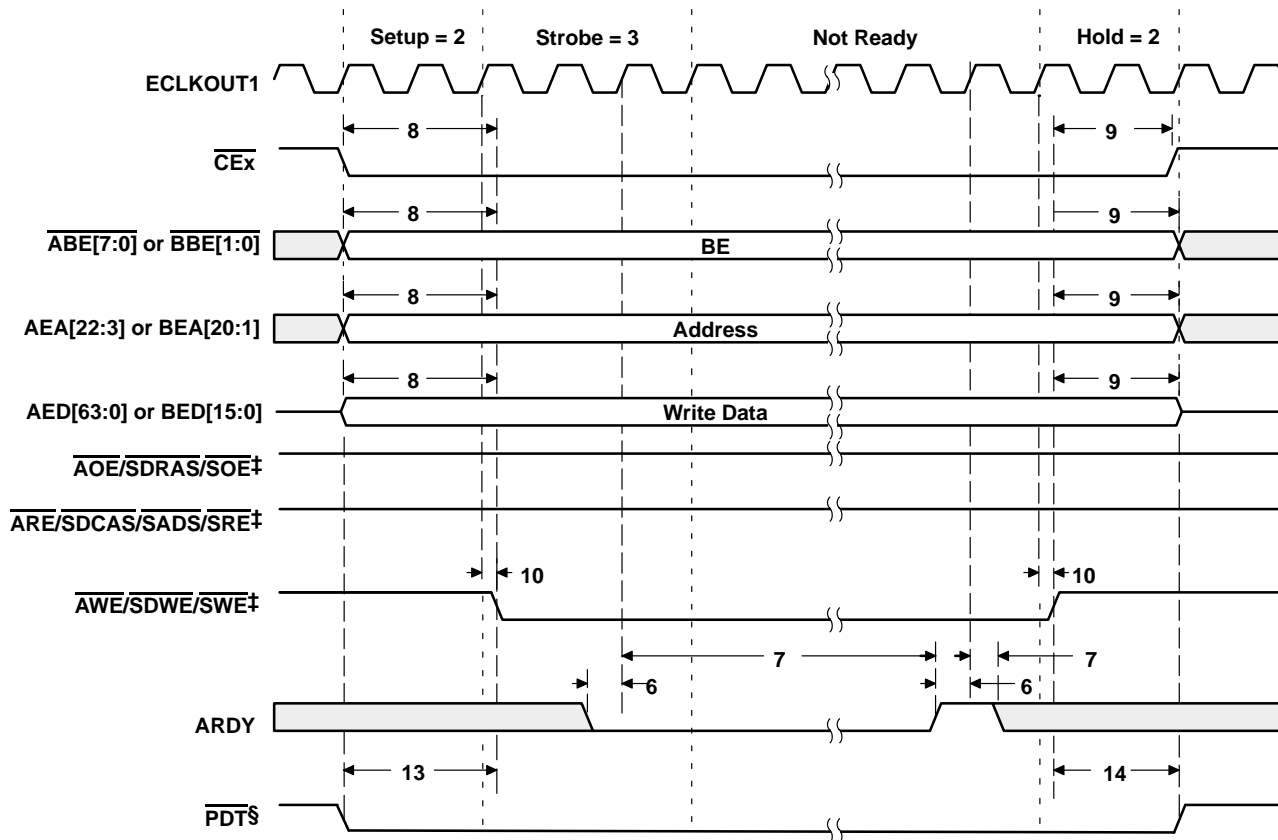 Setup = 2 Strobe = 3 Not Ready Hold = 2
ECLKOUT1
8 9
CEx
8 9
ABE[7:0] or BBE[1:0] BE
8 9
AEA[22:3] or BEA[20:1] Address
8 9
AED[63:0] or BED[15:0] Write Data
AOE/SDRAS/SOE‡
ARE/SDCAS/SADS/SRE‡
10 10
AWE/SDWE/SWE‡
7 7
6 6
ARDY
13 14
PDT§